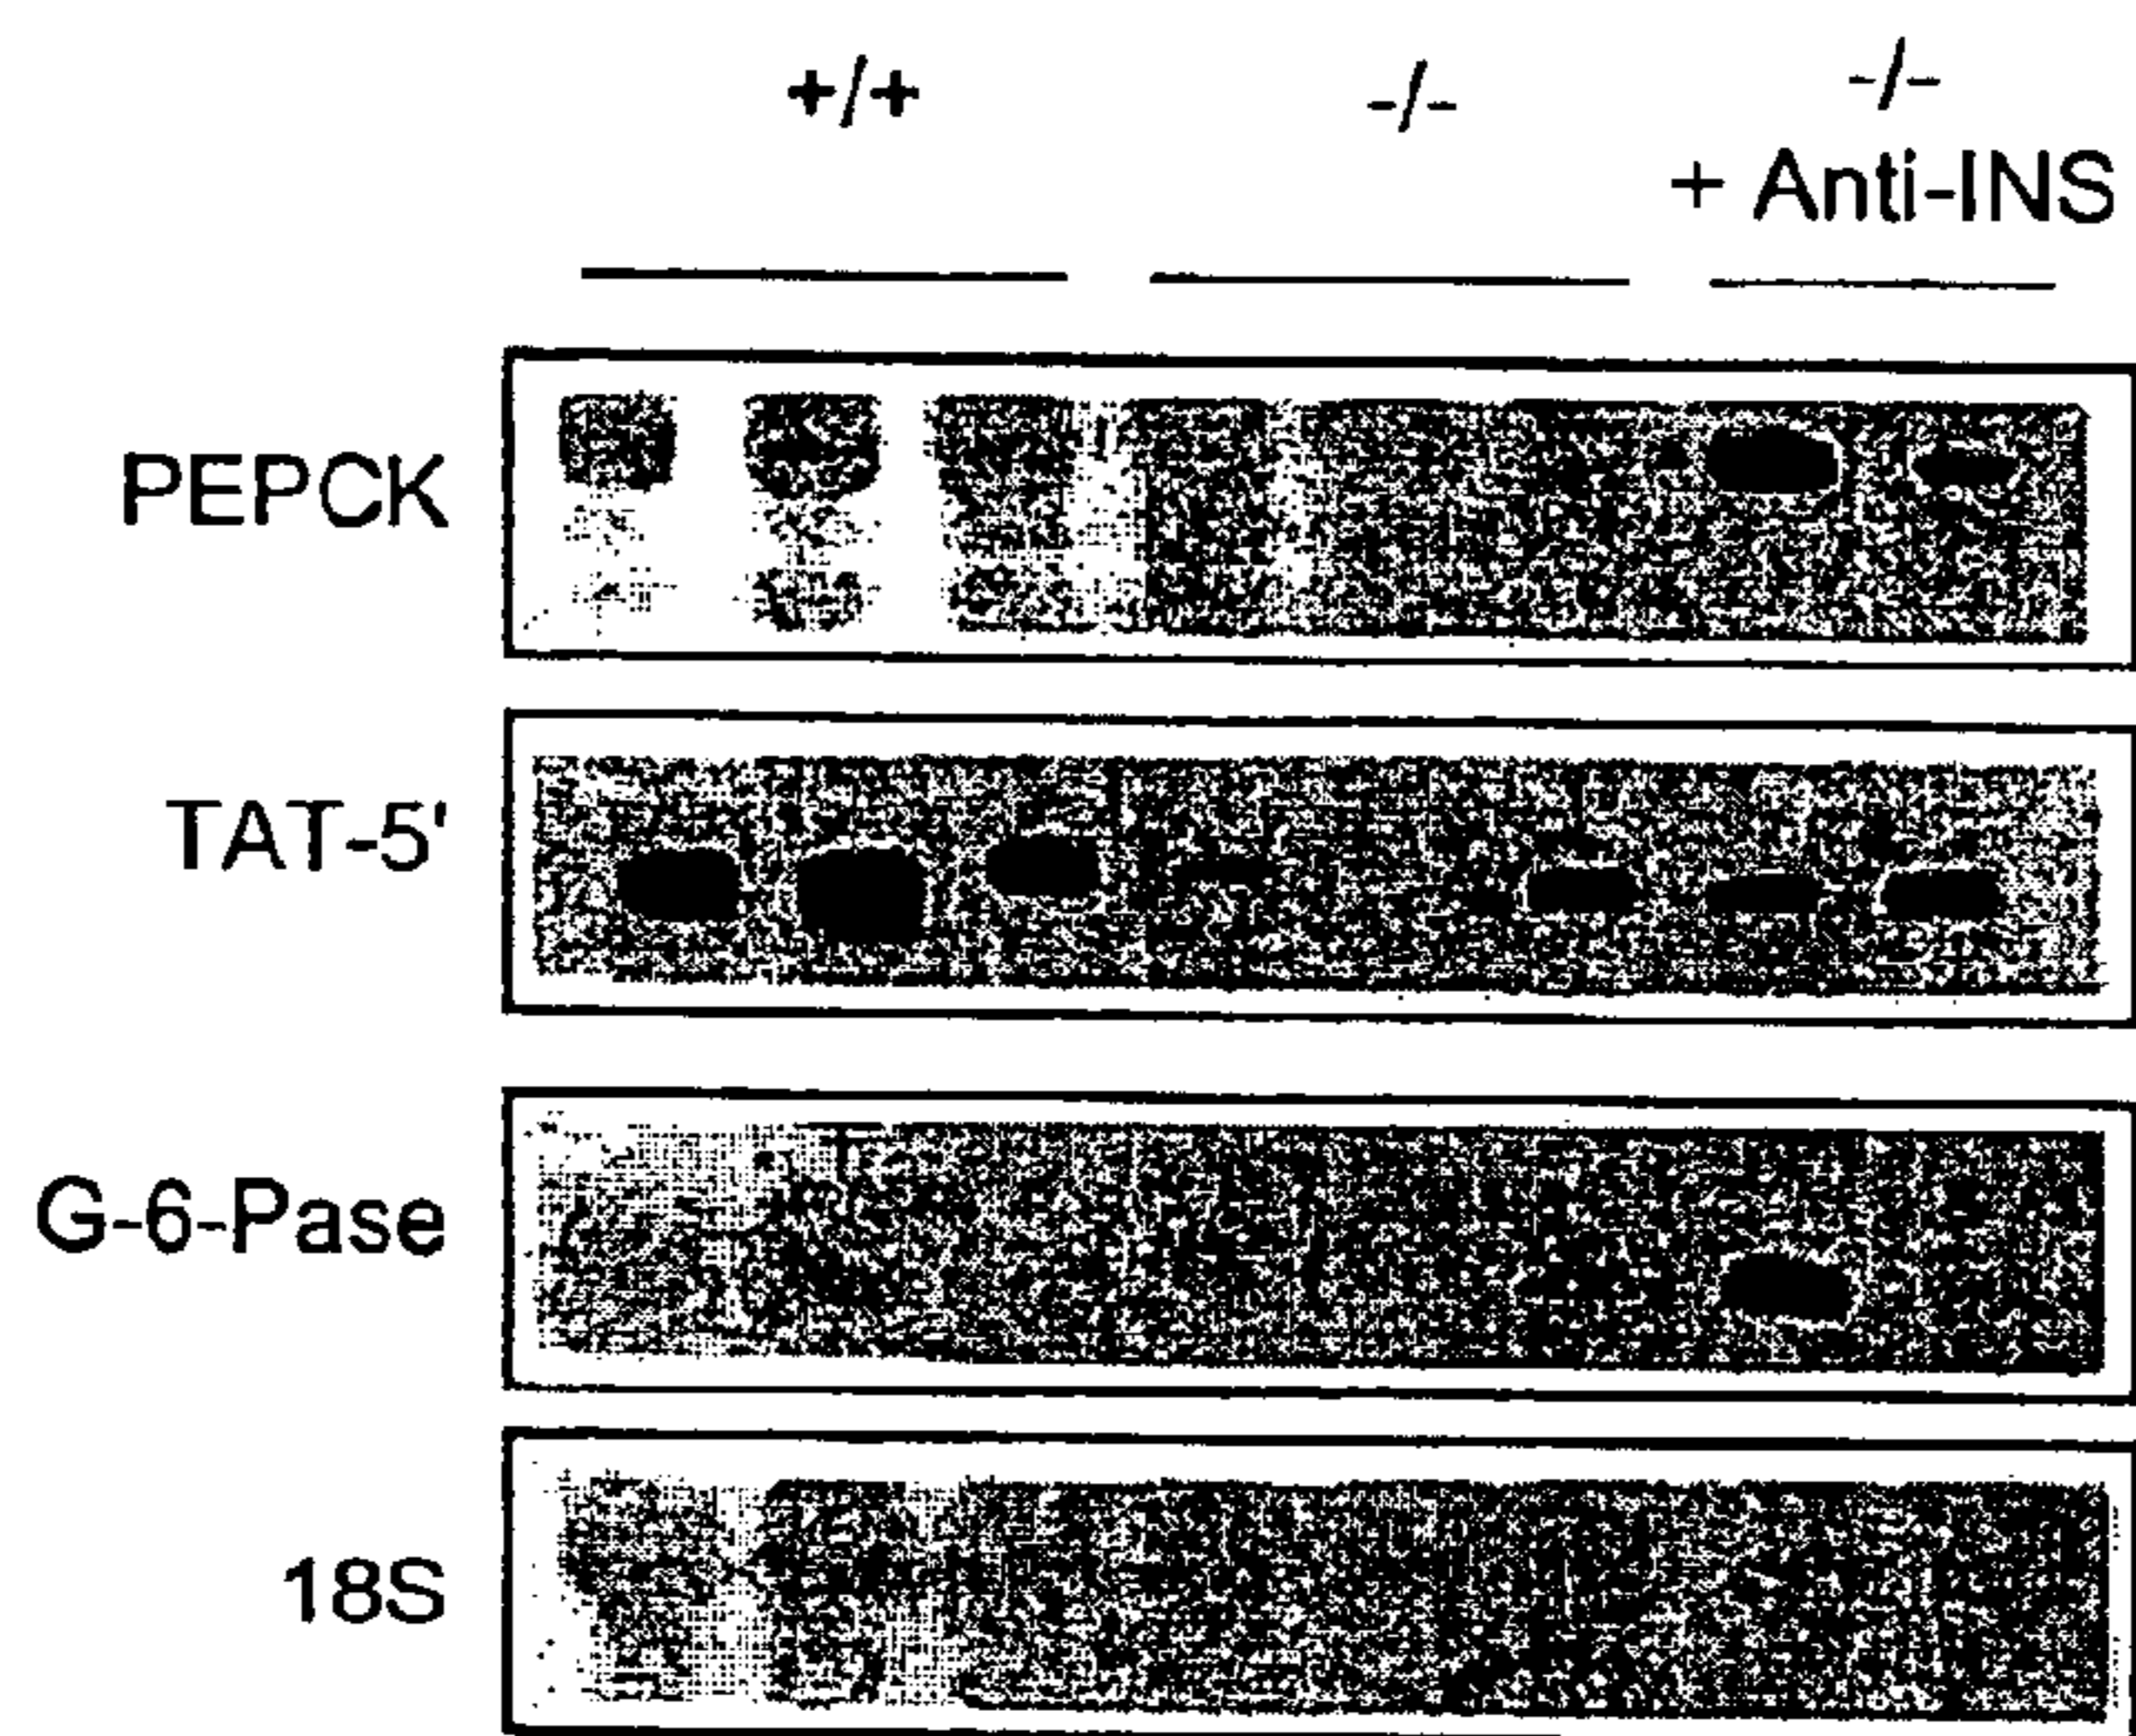 +/+
-/-
-/-
+ Anti-INS
PEPCK
TAT-5'
G-6-Pase
18S